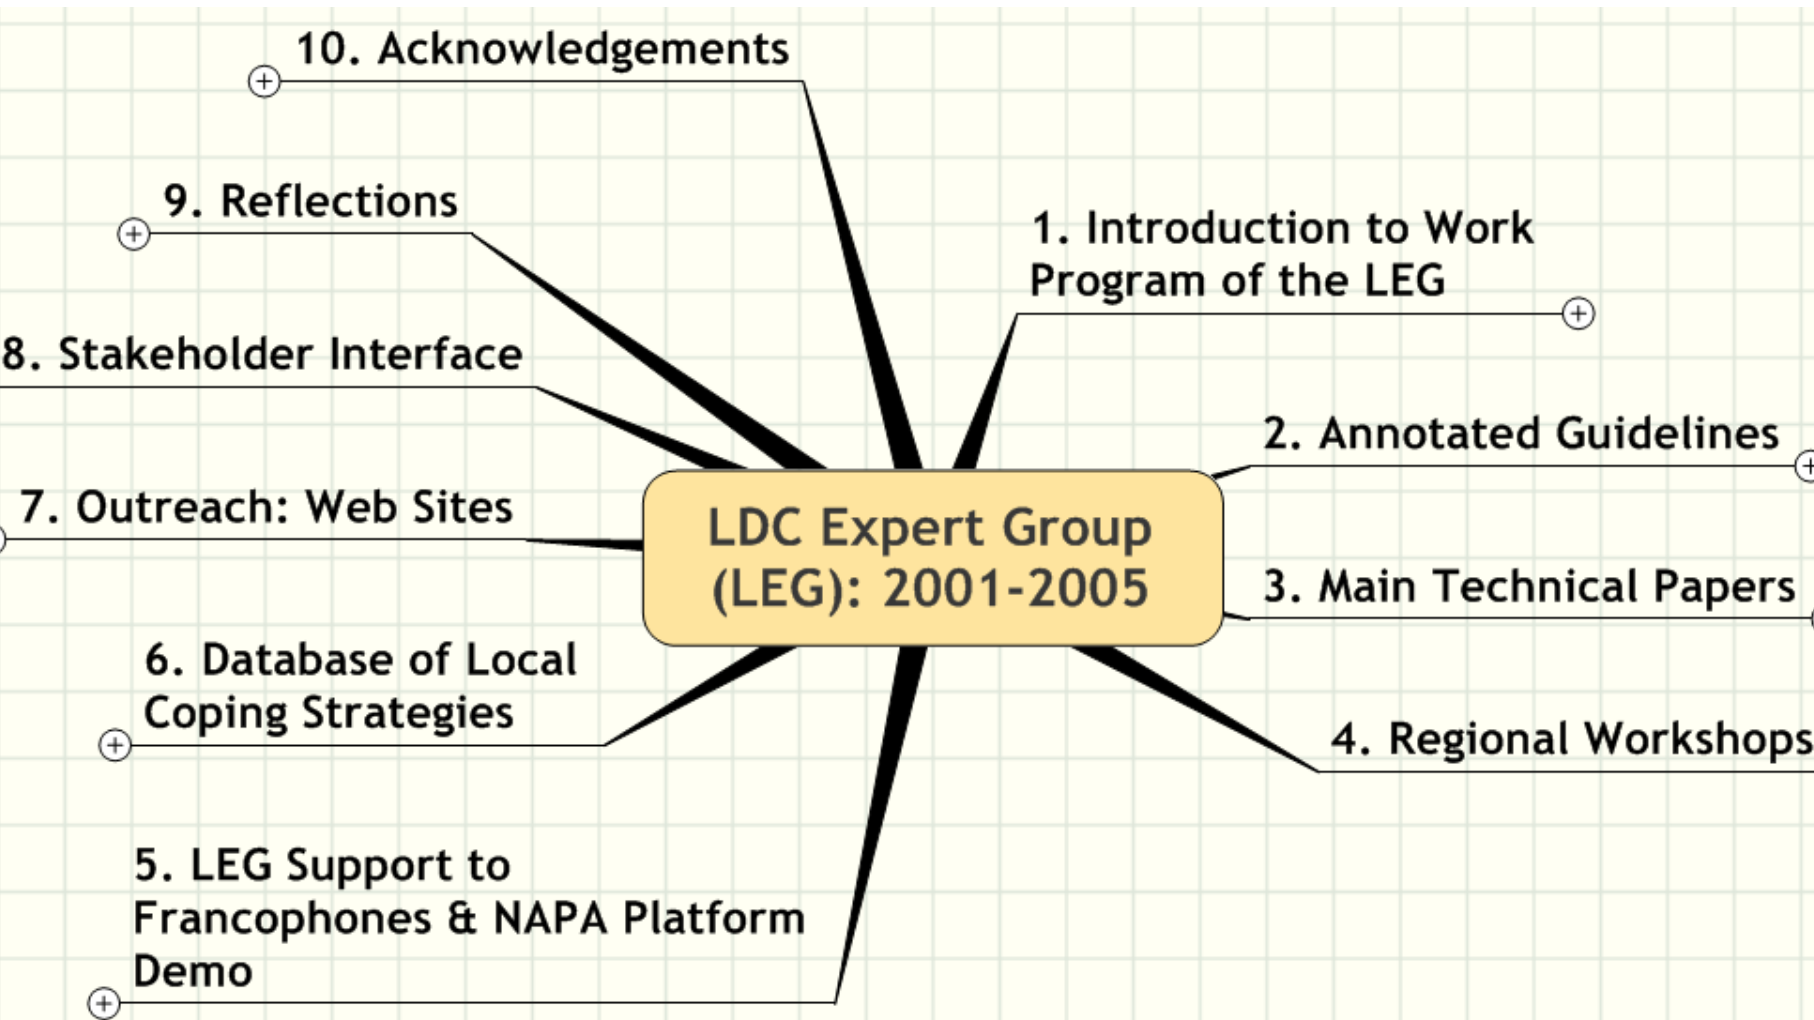 LDC Expert Group
(LEG): 2001-2005
1. Introduction to Work
Program of the LEG
2. Annotated Guidelines
3. Main Technical Papers
4. Regional Workshops
5. LEG Support to
Francophones & NAPA Platform
Demo
6. Database of Local
Coping Strategies
7. Outreach: Web Sites
8. Stakeholder Interface
9. Reflections
10. Acknowledgements